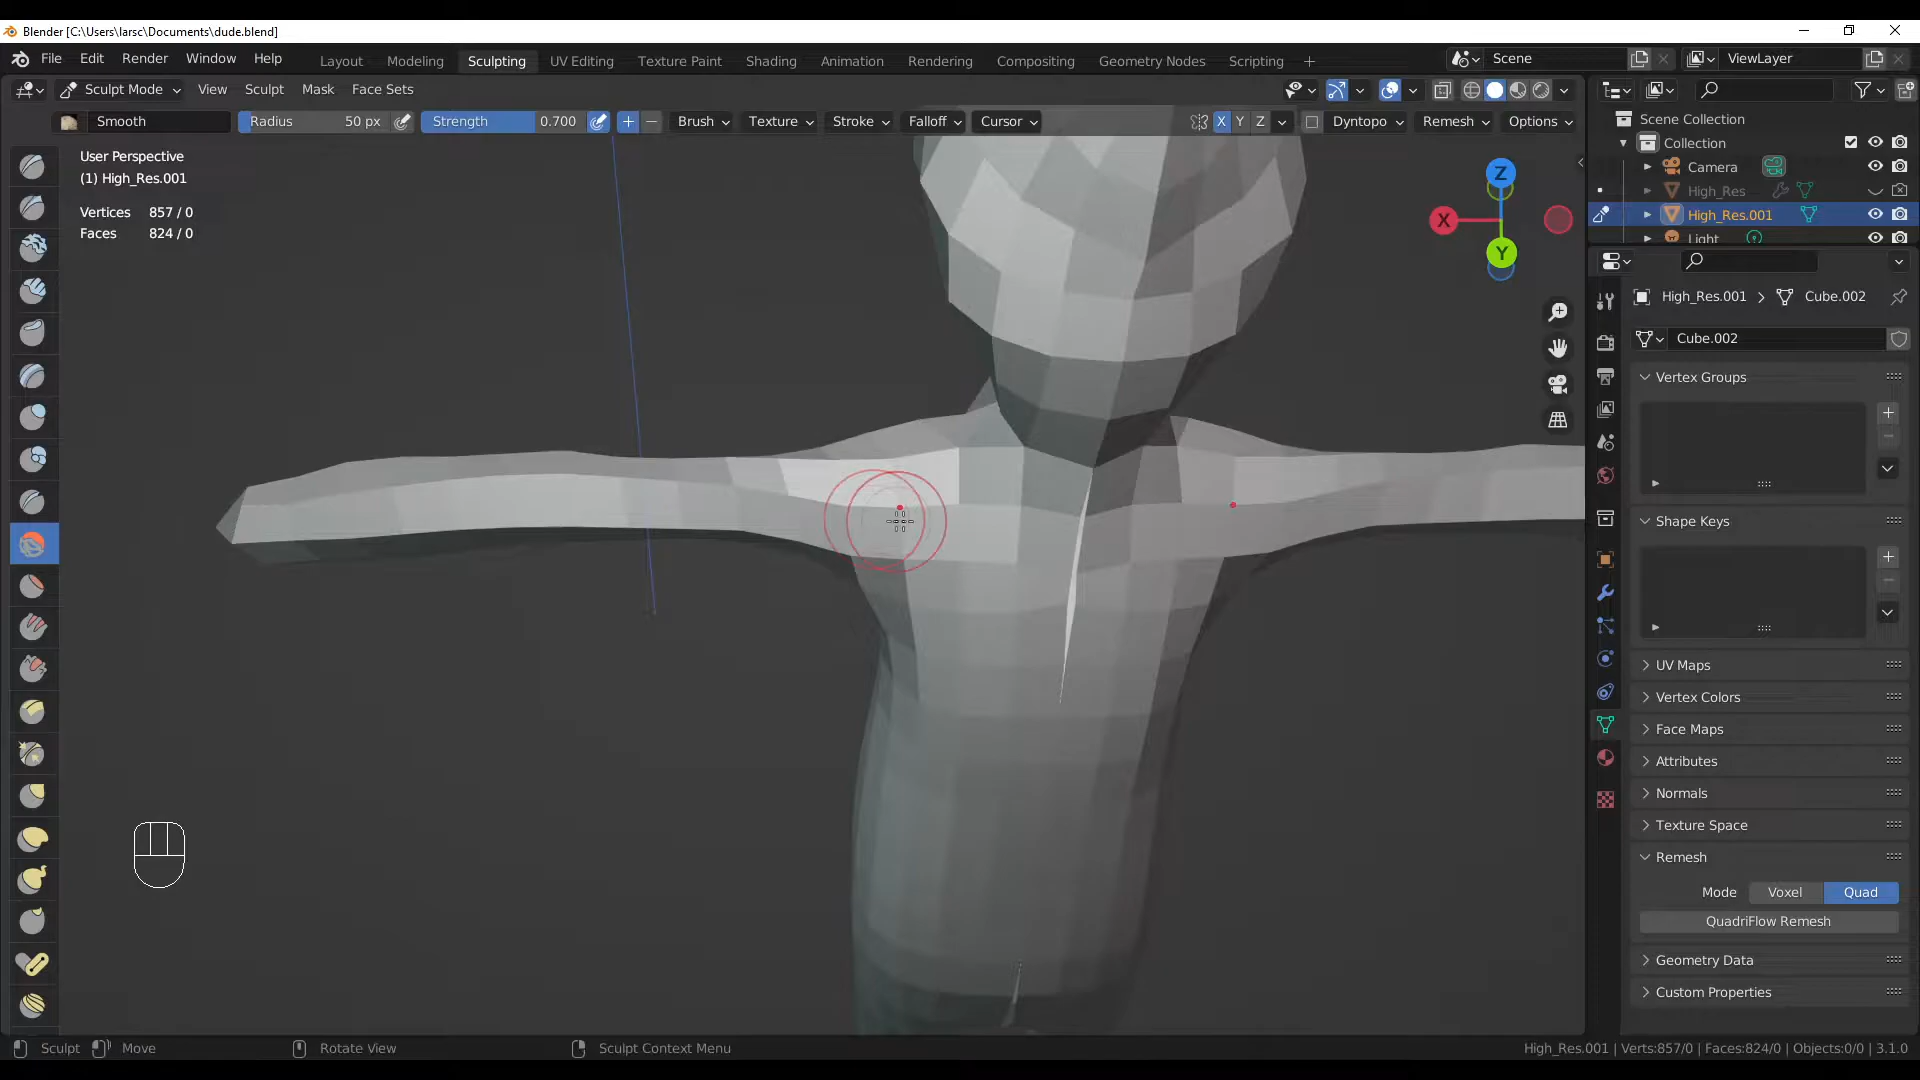 Blender [C:\Users\larsc\Documents\dude.blend]
File Edit Render Window Help Layout Modeling Sculpting UV Editing Texture Paint Shading Animation Rendering Compositing Geometry Nodes Scripting + Scene ViewLayer
Sculpt Mode View Sculpt Mask Face Sets
Smooth Radius 50 px Strength 0.700 Brush Texture Stroke Falloff Cursor X Y Z Dyntopo Remesh Options
User Perspective
(1) High_Res.001
Vertices 857 / 0
Faces 824 / 0
Z
X
Y
Scene Collection
Collection
Camera
High_Res
High_Res.001
Light
High_Res.001 > Cube.002
Cube.002
Vertex Groups
Shape Keys
UV Maps
Vertex Colors
Face Maps
Attributes
Normals
Texture Space
Remesh
Mode Voxel Quad
QuadriFlow Remesh
Geometry Data
Custom Properties
Sculpt Move Rotate View Sculpt Context Menu High_Res.001 | Verts:857/0 | Faces:824/0 | Objects:0/0 | 3.1.0